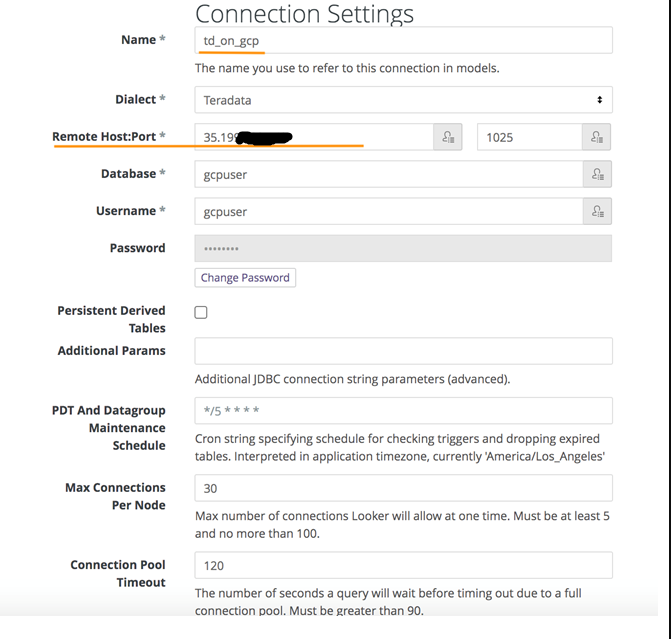 Connection Settings
Name * td_on_gcp
The name you use to refer to this connection in models.
Dialect * Teradata
Remote Host:Port * 35.19 1025
Database * gcpuser
Username * gcpuser
Password ••••••••
Change Password
Persistent Derived
Tables
Additional Params
Additional JDBC connection string parameters (advanced).
PDT And Datagroup
Maintenance
Schedule
*/5 * * * *
Cron string specifying schedule for checking triggers and dropping expired
tables. Interpreted in application timezone, currently 'America/Los_Angeles'
Max Connections
Per Node
30
Max number of connections Looker will allow at one time. Must be at least 5
and no more than 100.
Connection Pool
Timeout
120
The number of seconds a query will wait before timing out due to a full
connection pool. Must be greater than 90.